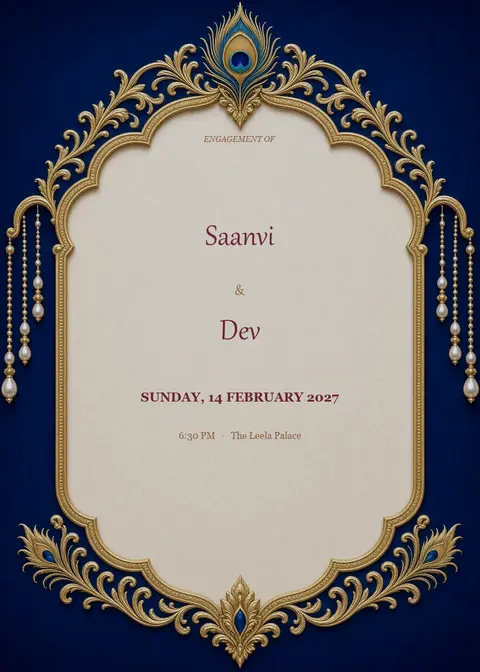 ENGAGEMENT OF
Saanvi
&
Dev
SUNDAY, 14 FEBRUARY 2027
6:30 PM · The Leela Palace